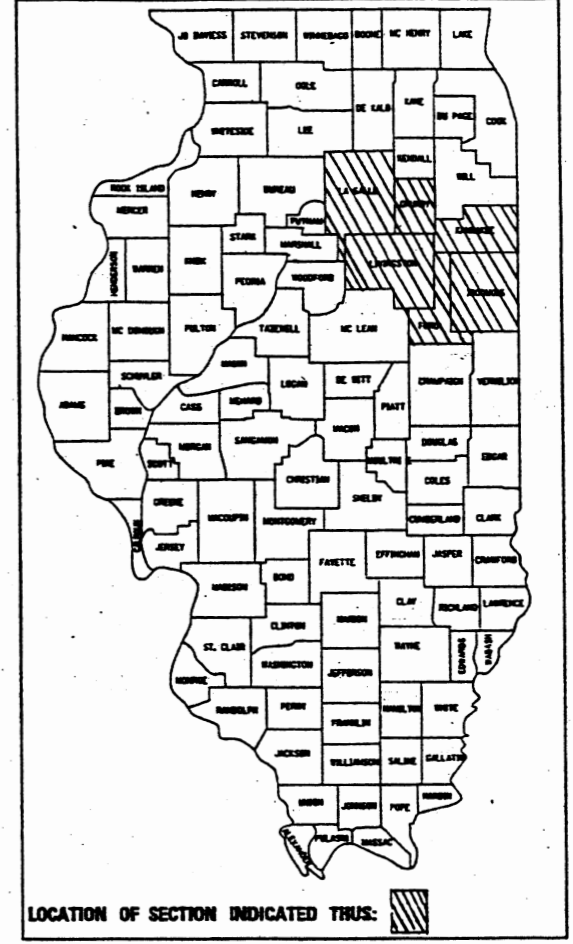 JO DAVIESS STEVENSON WINNEBAGO BOONE MC HENRY LAKE
CARROLL OGLE DE KALB KANE DU PAGE COOK
WHITESIDE LEE KENDALL WILL
ROCK ISLAND HENRY BUREAU LA SALLE GRUNDY
MERCER PUTNAM KANKAKEE
HENDERSON WARREN KNOX STARK MARSHALL LIVINGSTON
PEORIA WOODFORD IROQUOIS
HANCOCK MC DONOUGH FULTON TAZEWELL MC LEAN FORD
SCHUYLER MASON LOGAN DE WITT CHAMPAIGN VERMILION
ADAMS BROWN CASS MENARD PIATT
PIKE SCOTT MORGAN SANGAMON MACON MOULTRIE DOUGLAS EDGAR
CHRISTIAN SHELBY COLES
CALHOUN GREENE MACOUPIN MONTGOMERY CUMBERLAND CLARK
JERSEY FAYETTE EFFINGHAM JASPER CRAWFORD
MADISON BOND CLAY RICHLAND LAWRENCE
ST. CLAIR CLINTON MARION WAYNE EDWARDS WABASH
MONROE WASHINGTON JEFFERSON
RANDOLPH PERRY FRANKLIN HAMILTON WHITE
JACKSON WILLIAMSON SALINE GALLATIN
UNION JOHNSON POPE HARDIN
ALEXANDER PULASKI MASSAC
LOCATION OF SECTION INDICATED THUS: